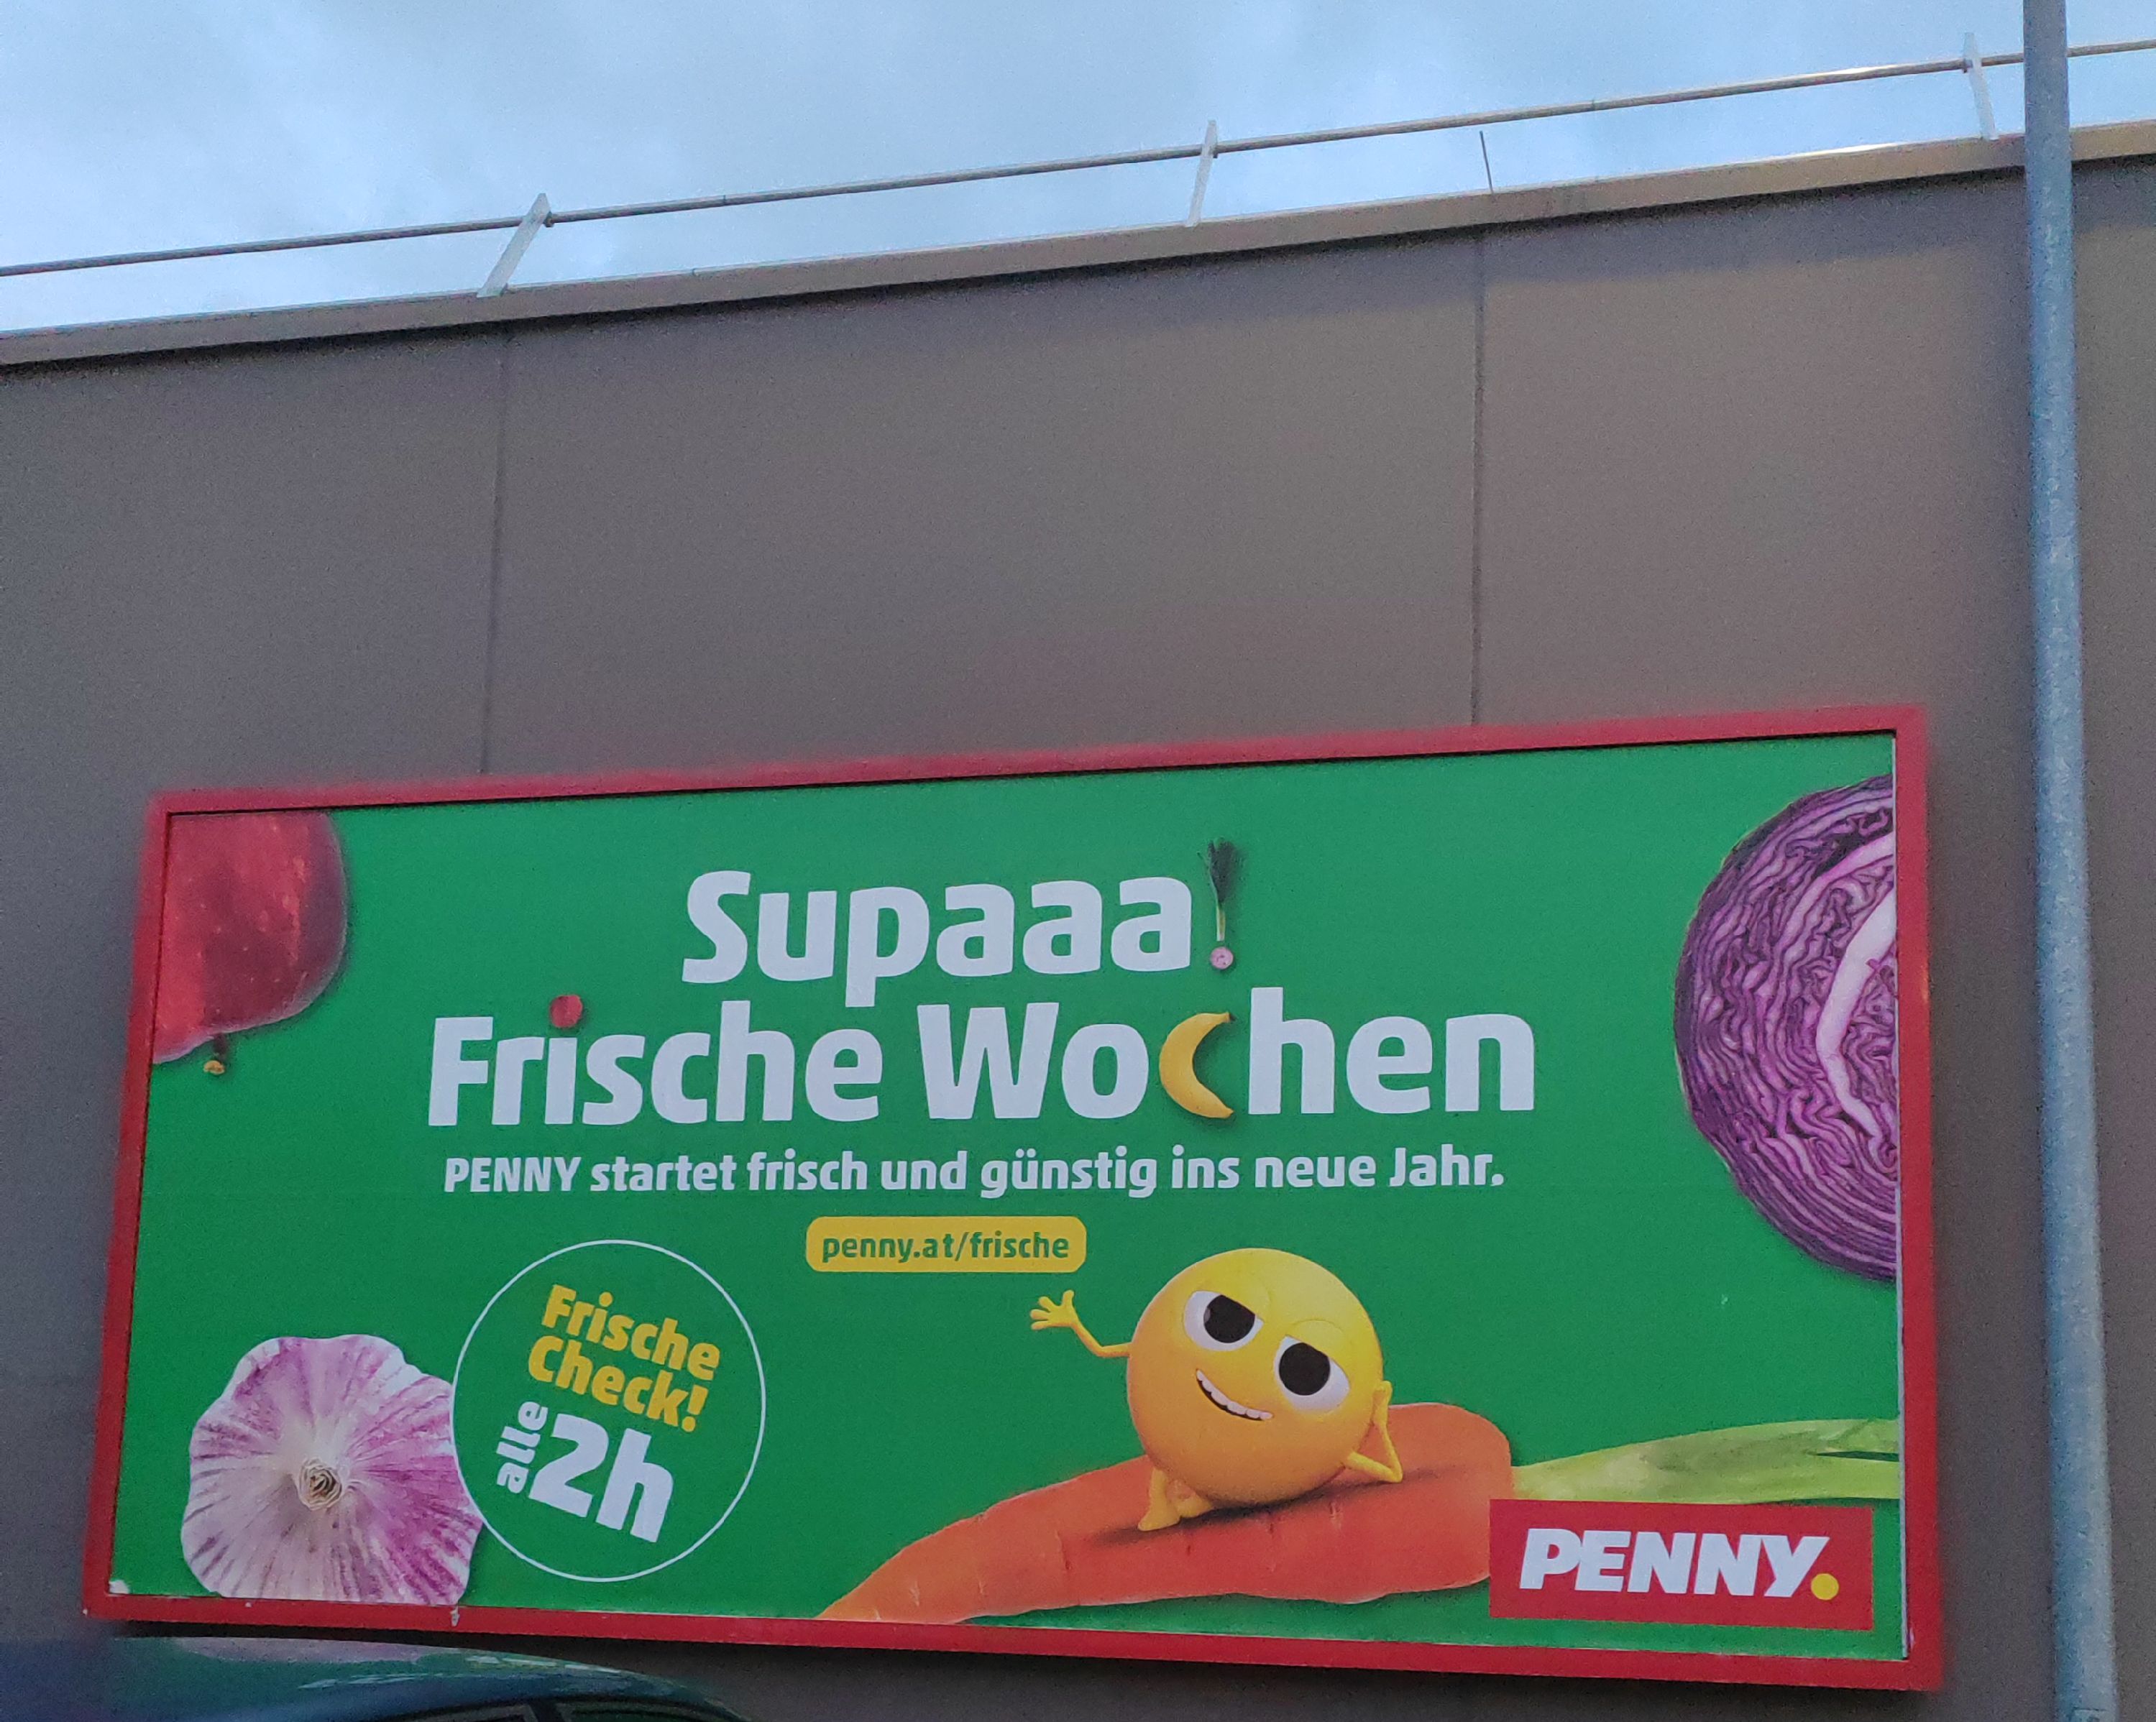 Supaaa!
Frische Wochen
PENNY startet frisch und günstig ins neue Jahr.
penny.at/frische
Frische
Check!
alle 2h
PENNY.